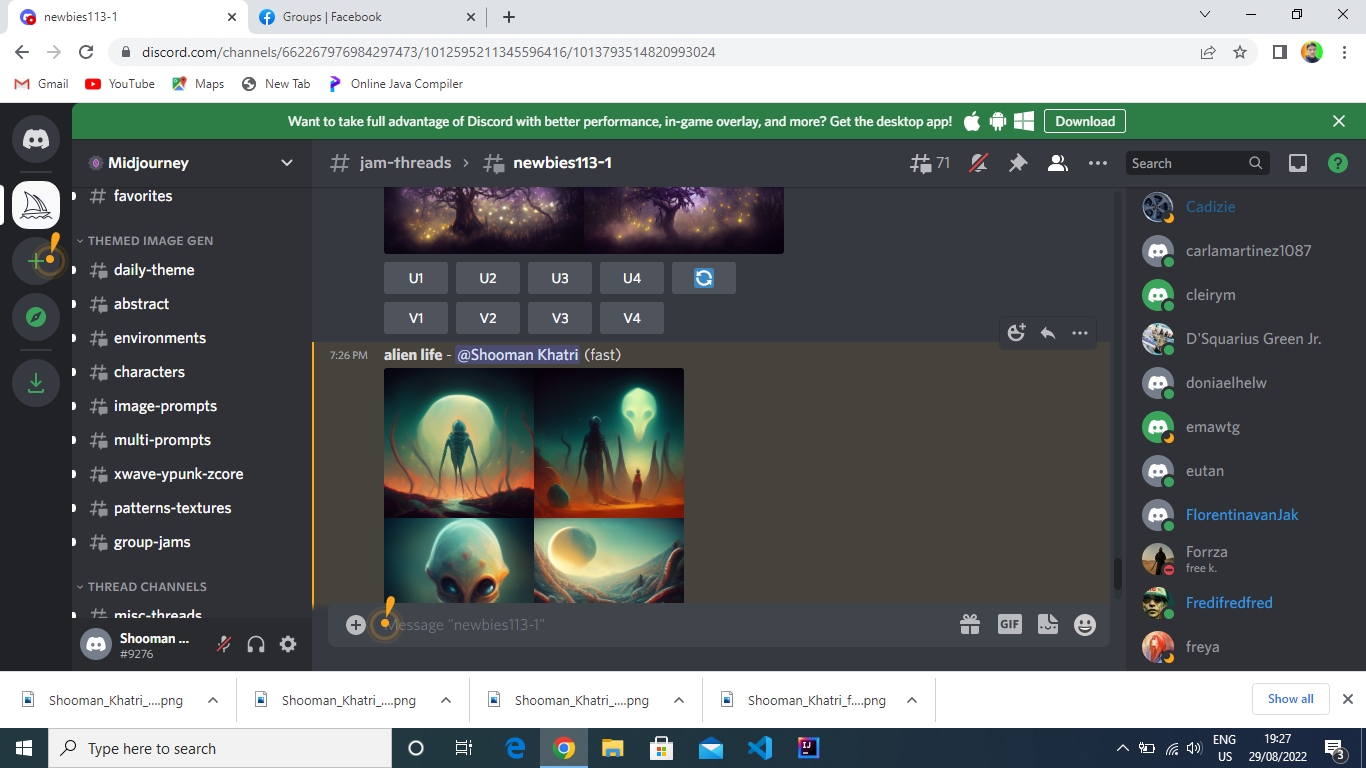 newbies113-1
Groups | Facebook
discord.com/channels/662267976984297473/1012595211345596416/1013793514820993024
Gmail
YouTube
Maps
New Tab
Online Java Compiler
Want to take full advantage of Discord with better performance, in-game overlay, and more? Get the desktop app!
Download
Midjourney
jam-threads
newbies113-1
71
Search
favorites
THEMED IMAGE GEN
daily-theme
abstract
environments
characters
image-prompts
multi-prompts
xwave-ypunk-zcore
patterns-textures
group-jams
THREAD CHANNELS
misc-threads
Shooman ...
#9276
U1 U2 U3 U4
V1 V2 V3 V4
7:26 PM alien life - @Shooman Khatri (fast)
Message "newbies113-1"
GIF
Cadizie
carlamartinez1087
cleirym
D'Squarius Green Jr.
doniaelhelw
emawtg
eutan
FlorentinavanJak
Forrza
free k.
Fredifredfred
freya
Shooman_Khatri_....png
Shooman_Khatri_....png
Shooman_Khatri_....png
Shooman_Khatri_f....png
Show all
Type here to search
IJ
ENG
US
19:27
29/08/2022
3